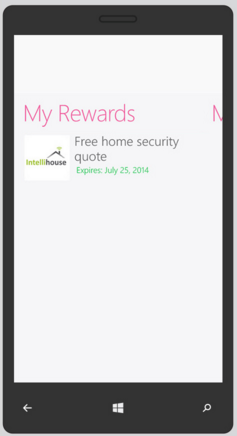 My Rewards M
Intellihouse
Free home security
quote
Expires: July 25, 2014